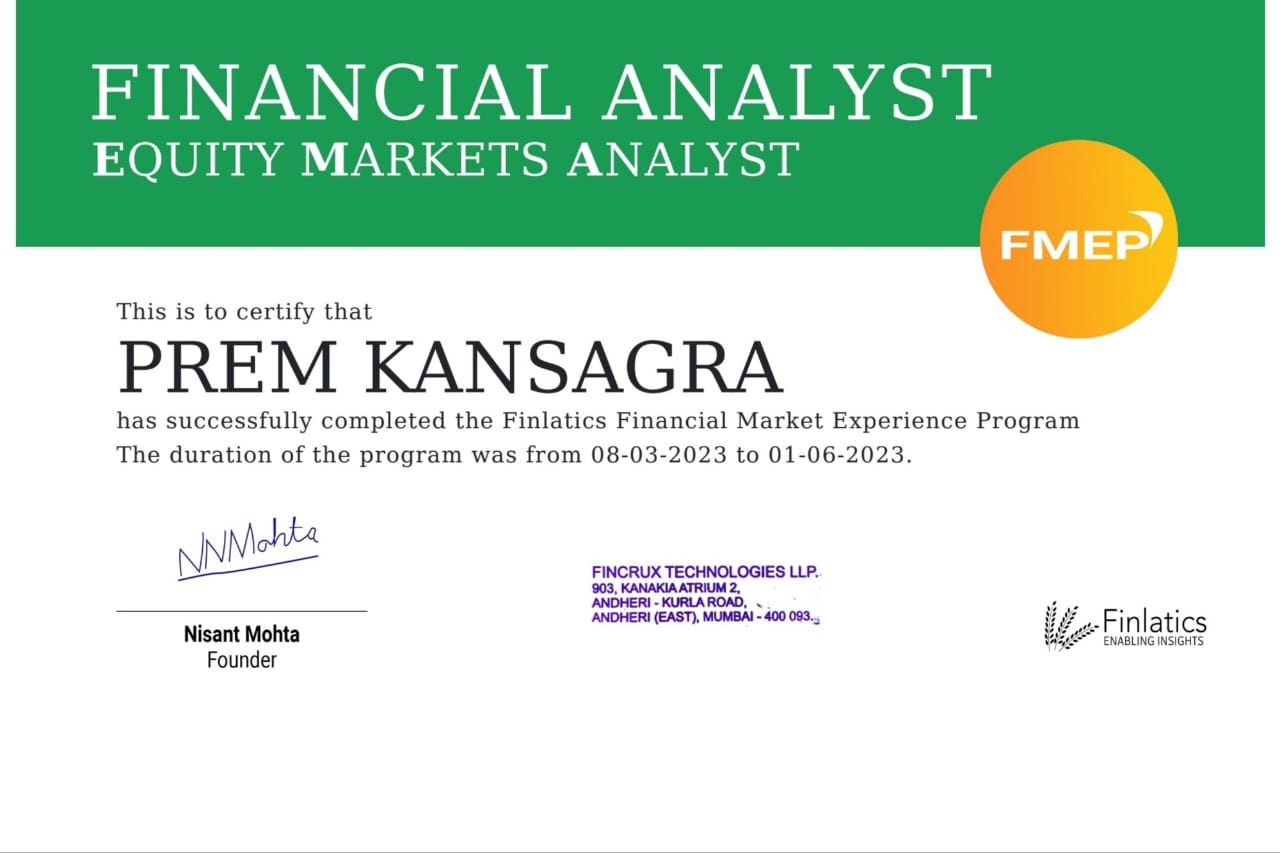 FINANCIAL ANALYST
EQUITY MARKETS ANALYST
FMEP
This is to certify that
PREM KANSAGRA
has successfully completed the Finlatics Financial Market Experience Program
The duration of the program was from 08-03-2023 to 01-06-2023.
NNMohta
Nisant Mohta
Founder
FINCRUX TECHNOLOGIES LLP.
903, KANAKIA ATRIUM 2,
ANDHERI - KURLA ROAD,
ANDHERI (EAST), MUMBAI - 400 093.
Finlatics
ENABLING INSIGHTS